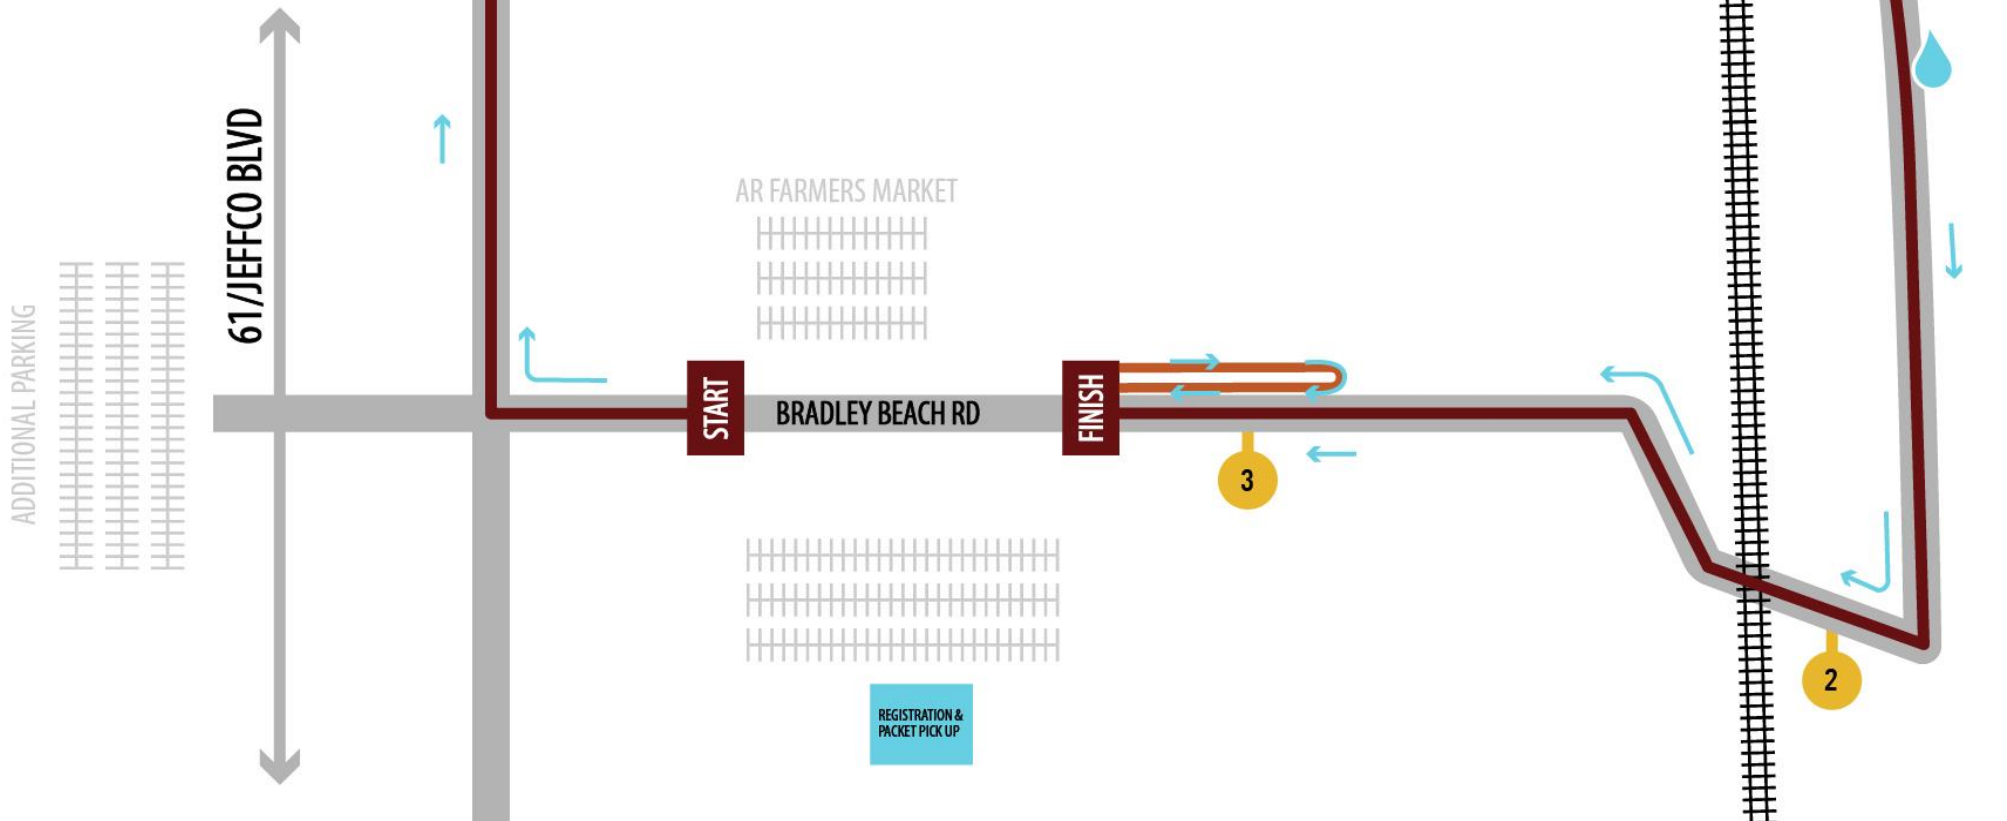 61/JEFFCO BLVD
ADDITIONAL PARKING
AR FARMERS MARKET
START
BRADLEY BEACH RD
FINISH
3
2
REGISTRATION &
PACKET PICK UP